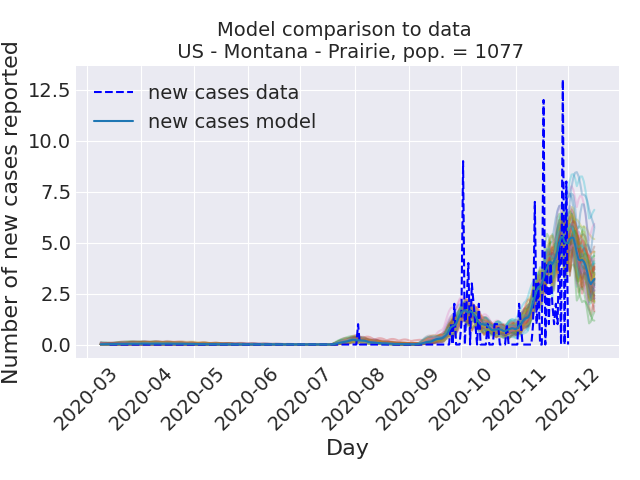 Model comparison to data
US - Montana - Prairie, pop. = 1077
Number of new cases reported
12.5
10.0
7.5
5.0
2.5
0.0
new cases data
new cases model
2020-03
2020-04
2020-05
2020-06
2020-07
2020-08
2020-09
2020-10
2020-11
2020-12
Day